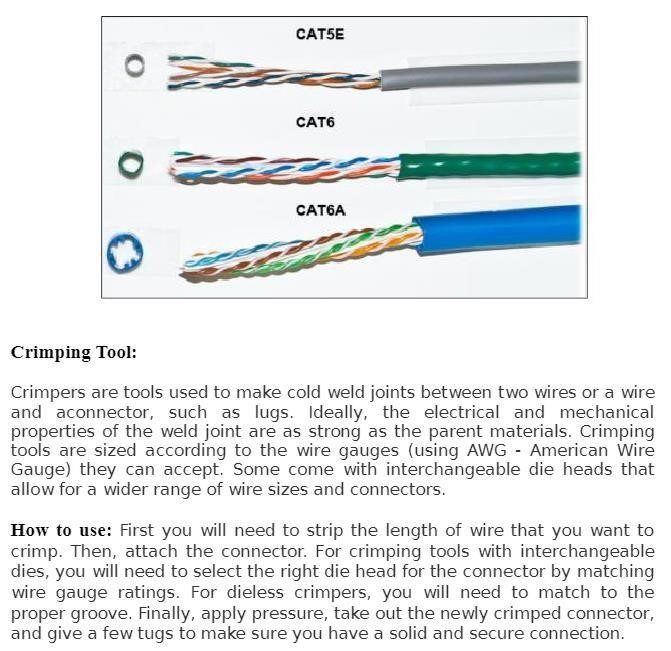 CAT5E
CAT6
CAT6A
Crimping Tool:
Crimpers are tools used to make cold weld joints between two wires or a wire
and aconnector, such as lugs. Ideally, the electrical and mechanical
properties of the weld joint are as strong as the parent materials. Crimping
tools are sized according to the wire gauges (using AWG - American Wire
Gauge) they can accept. Some come with interchangeable die heads that
allow for a wider range of wire sizes and connectors.
How to use: First you will need to strip the length of wire that you want to
crimp. Then, attach the connector. For crimping tools with interchangeable
dies, you will need to select the right die head for the connector by matching
wire gauge ratings. For dieless crimpers, you will need to match to the
proper groove. Finally, apply pressure, take out the newly crimped connector,
and give a few tugs to make sure you have a solid and secure connection.